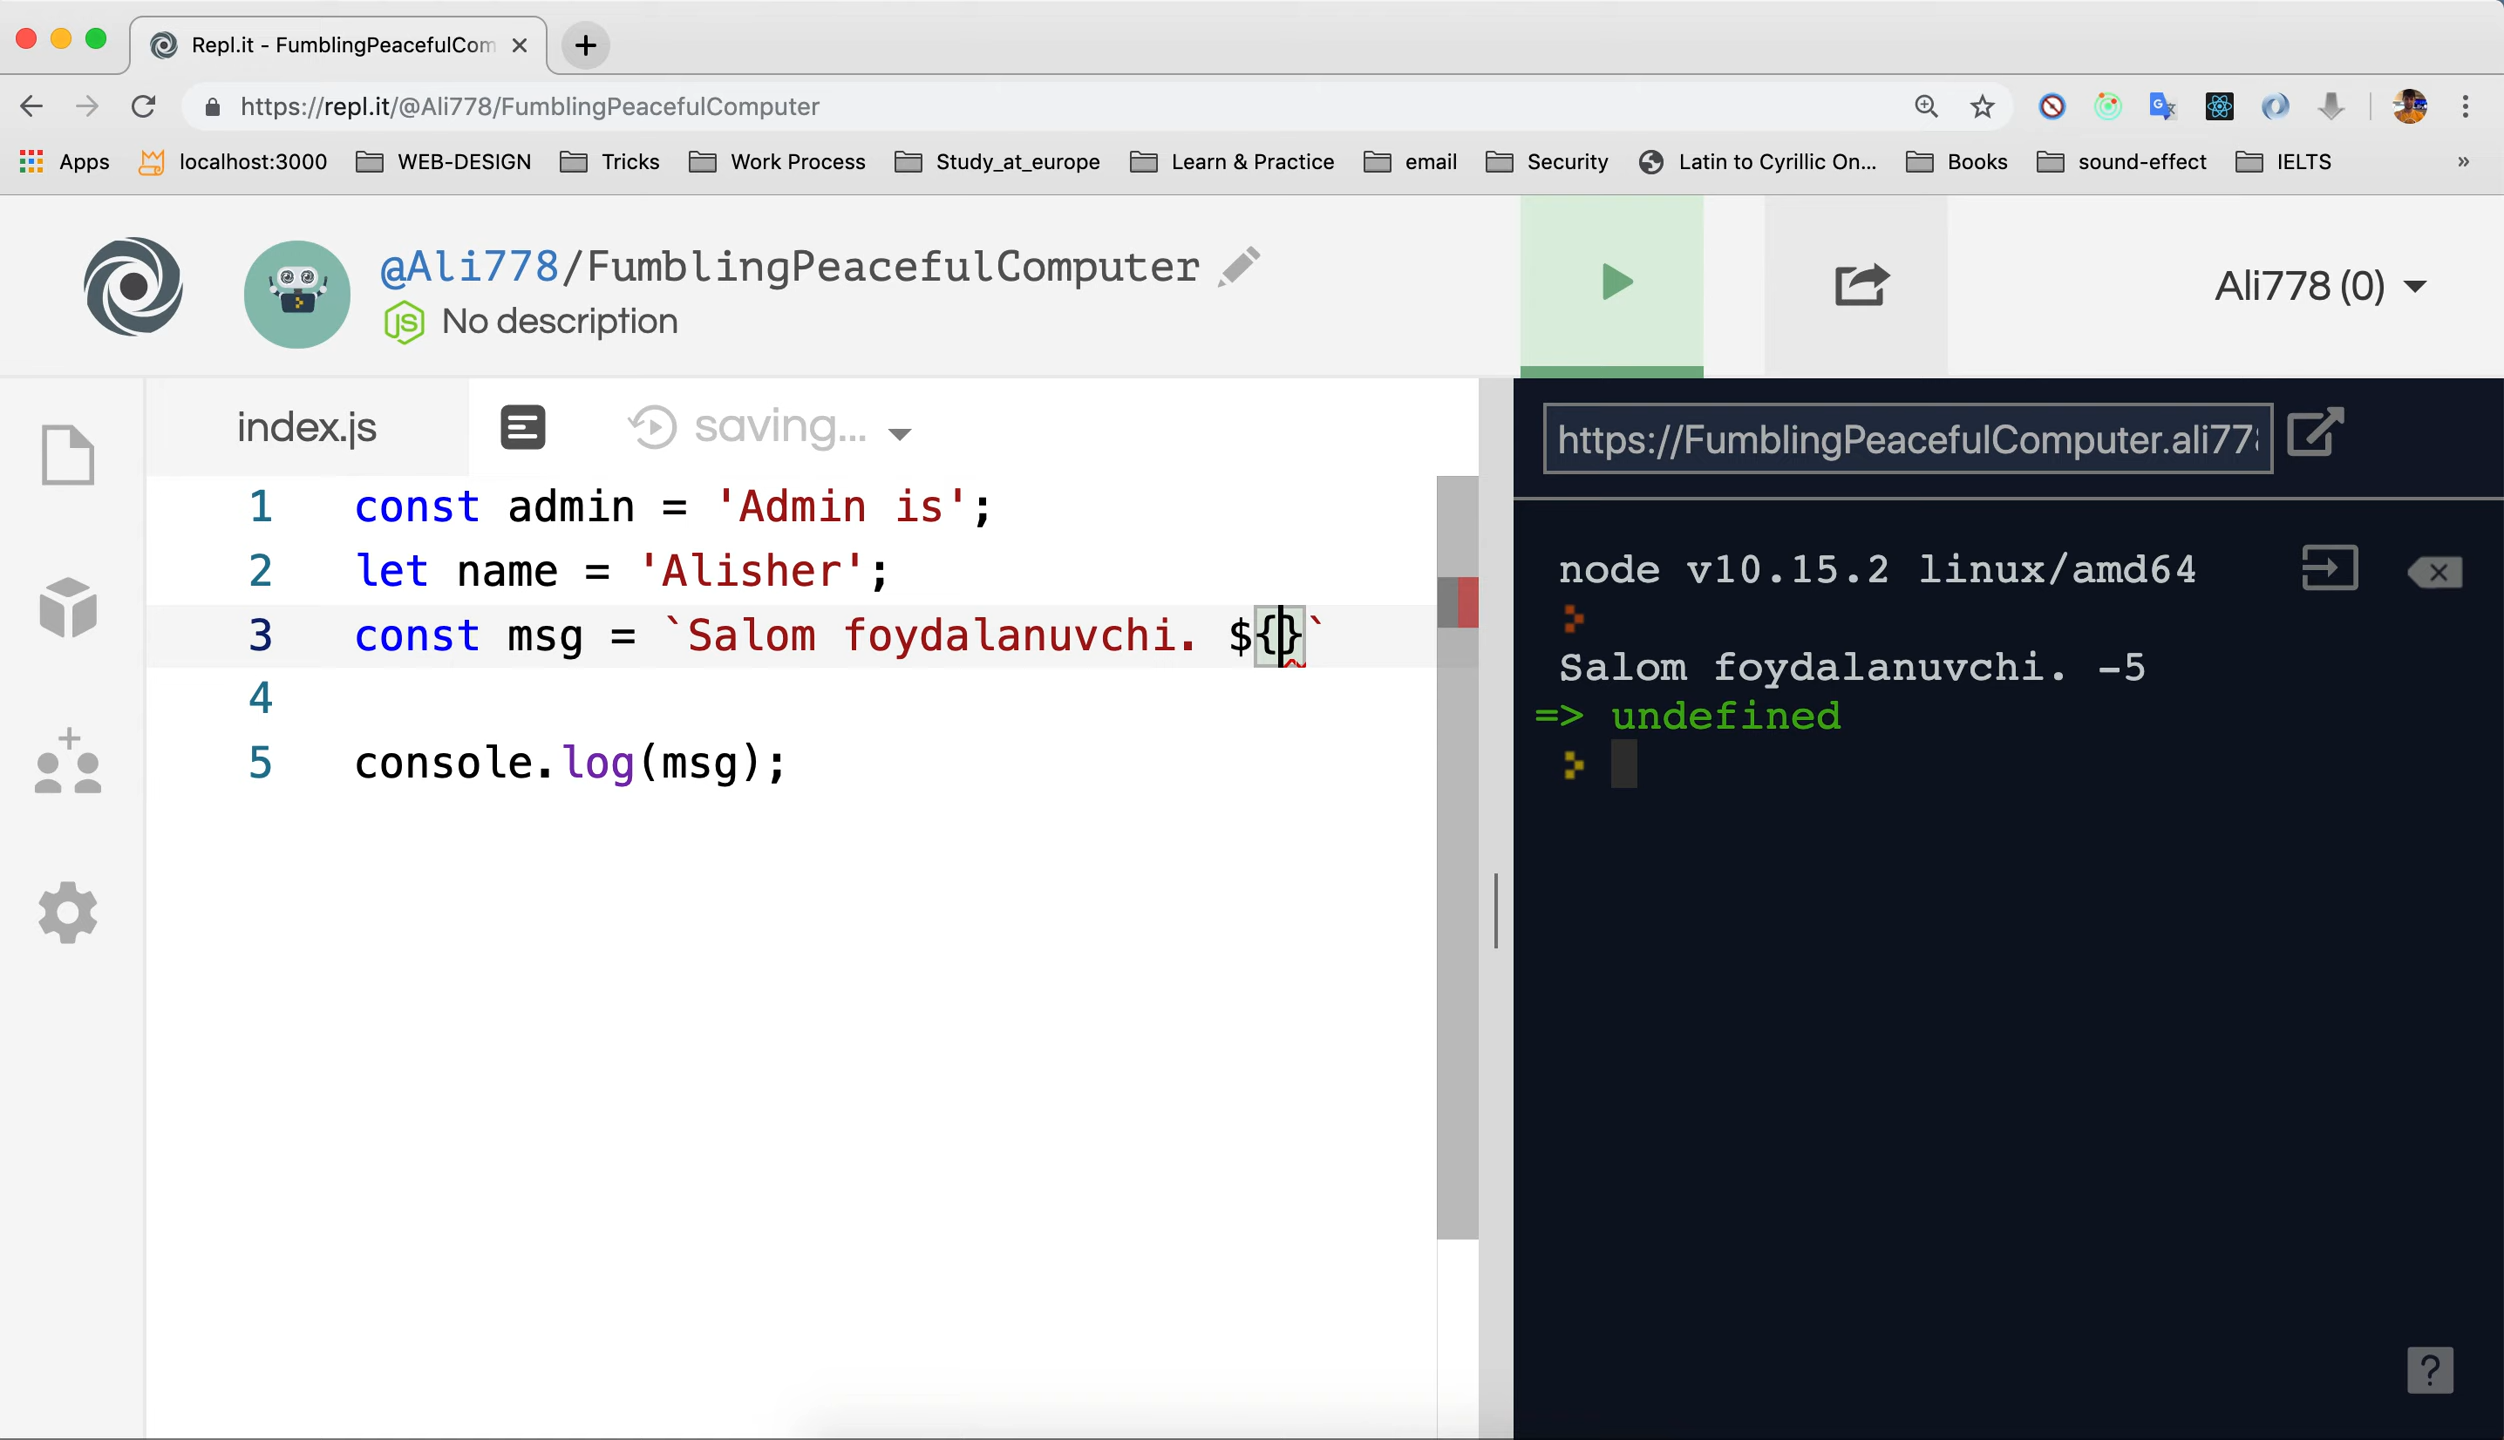 Repl.it - FumblingPeacefulCom
https://repl.it/@Ali778/FumblingPeacefulComputer
Apps localhost:3000 WEB-DESIGN Tricks Work Process Study_at_europe Learn & Practice email Security Latin to Cyrillic On... Books sound-effect IELTS »
@Ali778/FumblingPeacefulComputer
JS No description
Ali778 (0)
index.js
saving...
1 const admin = 'Admin is';
2 let name = 'Alisher';
3 const msg = `Salom foydalanuvchi. ${}`
4
5 console.log(msg);
https://FumblingPeacefulComputer.ali778
node v10.15.2 linux/amd64
Salom foydalanuvchi. -5
=> undefined
?